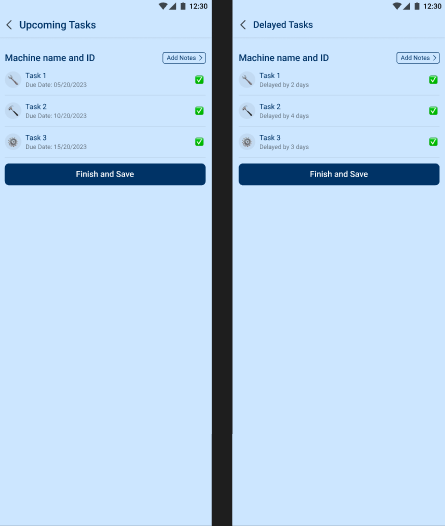 12:30
Upcoming Tasks
Machine name and ID
Add Notes
Task 1
Due Date: 05/20/2023
Task 2
Due Date: 10/20/2023
Task 3
Due Date: 15/20/2023
Finish and Save
12:30
Delayed Tasks
Machine name and ID
Add Notes
Task 1
Delayed by 2 days
Task 2
Delayed by 4 days
Task 3
Delayed by 3 days
Finish and Save